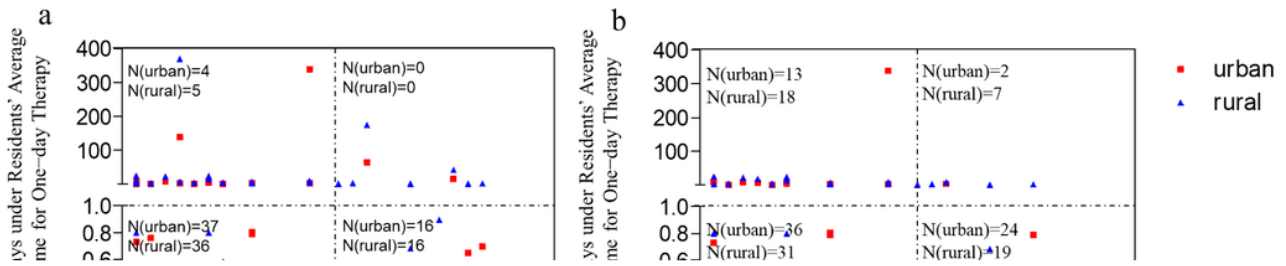 a
ays under Residents' Average
me for One-day Therapy
400
300
200
100
1.0
0.8
0.6
N(urban)=4
N(rural)=5
N(urban)=0
N(rural)=0
N(urban)=37
N(rural)=36
N(urban)=16
N(rural)=16
b
ys under Residents' Average
me for One-day Therapy
400
300
200
100
1.0
0.8
0.6
N(urban)=13
N(rural)=18
N(urban)=2
N(rural)=7
N(urban)=36
N(rural)=31
N(urban)=24
N(rural)=19
urban
rural